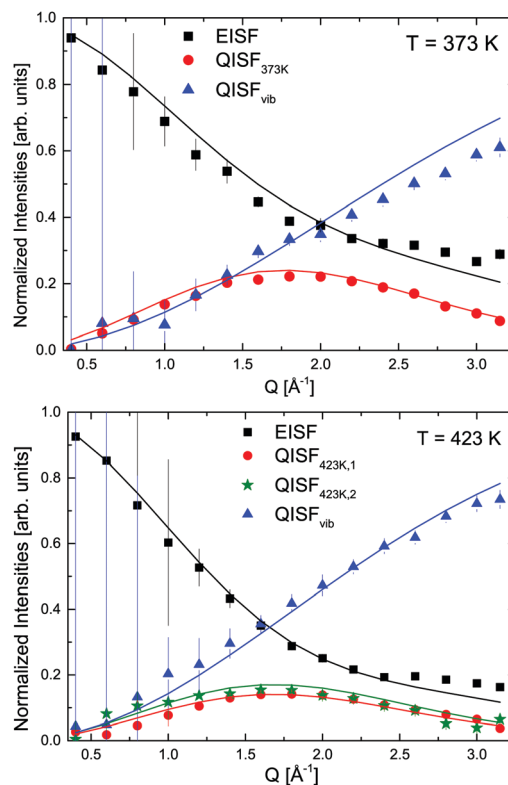 EISF
T = 373 K
QISF373K
QISFvib
Normalized Intensities [arb. units]
1.0
0.8
0.6
0.4
0.2
0.0
0.5 1.0 1.5 2.0 2.5 3.0
Q [Å-1]
EISF
T = 423 K
QISF423K,1
QISF423K,2
QISFvib
Normalized Intensities [arb. units]
1.0
0.8
0.6
0.4
0.2
0.0
0.5 1.0 1.5 2.0 2.5 3.0
Q [Å-1]